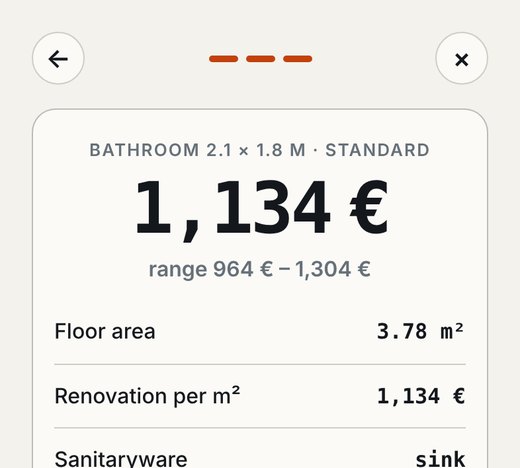 BATHROOM 2.1 × 1.8 M · STANDARD
1,134 €
range 964 € – 1,304 €
Floor area 3.78 m²
Renovation per m² 1,134 €
Sanitaryware sink